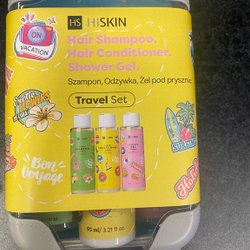 ON
VACATION
HS HISKIN
Hair Shampoo,
Hair Conditioner,
Shower Gel.
Szampon, Odżywka, Żel pod prysznic
Travel Set
Bon
Voyage
95 ml / 3.21 fl oz